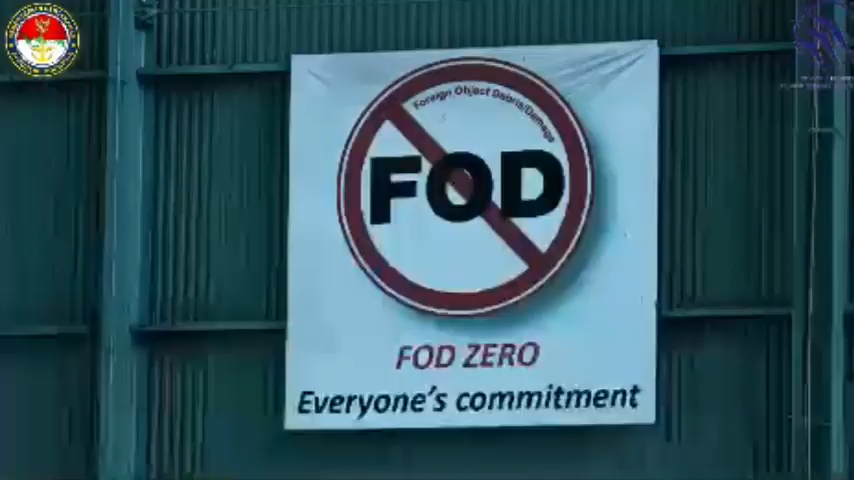 Foreign Object Debris/Damage
FOD
FOD ZERO
Everyone's commitment